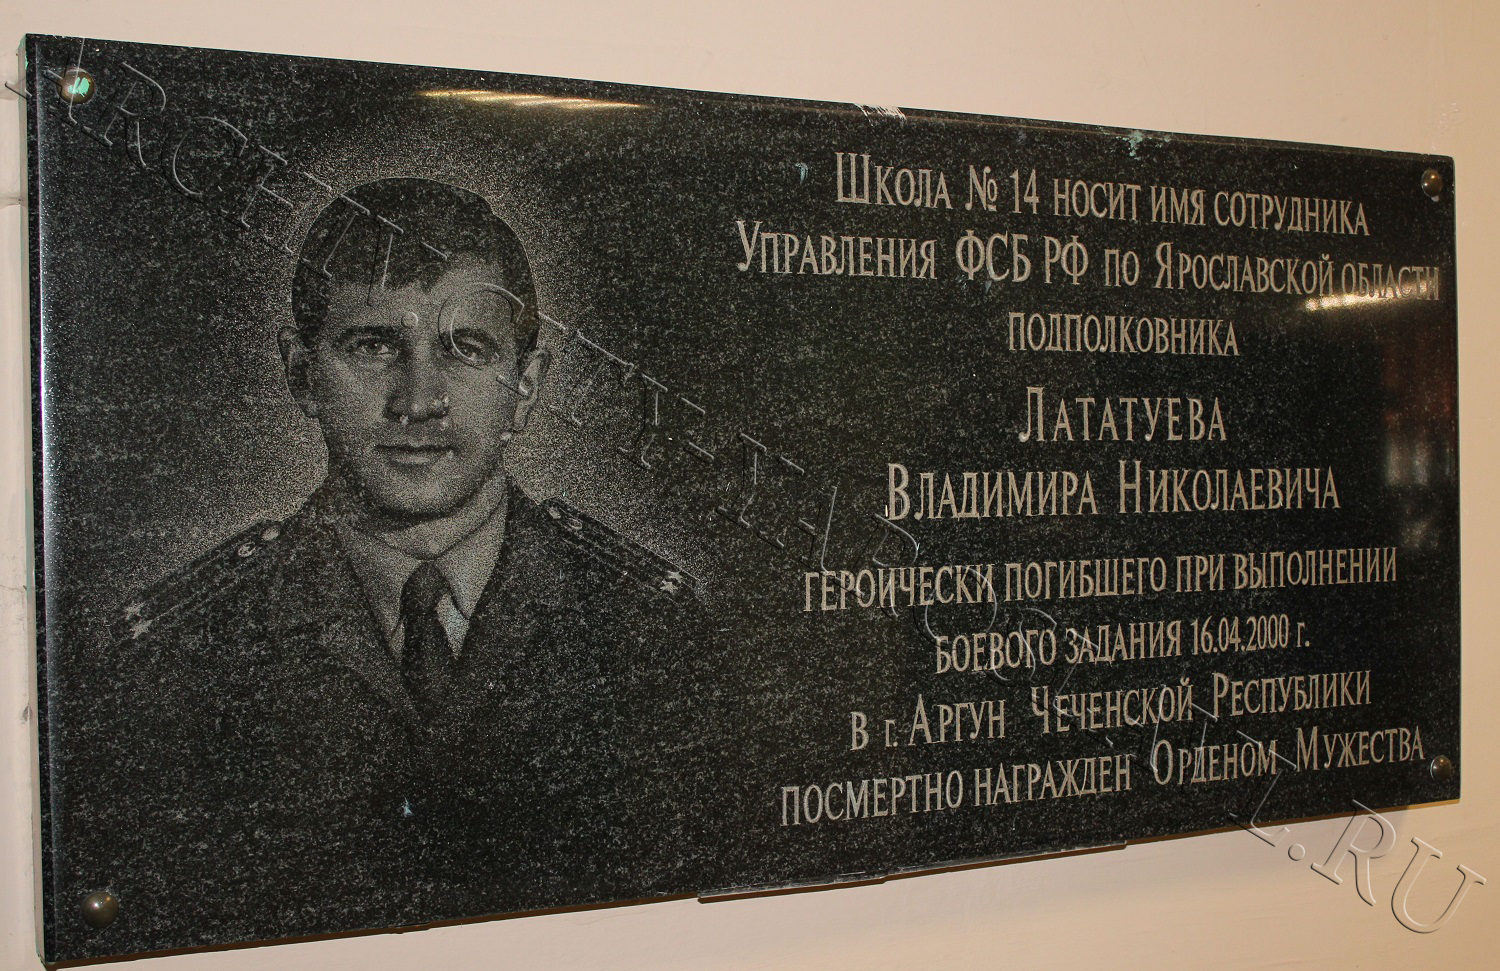 Школа № 14 носит имя сотрудника
Управления ФСБ РФ по Ярославской области
подполковника
Лататуева
Владимира Николаевича
героически погибшего при выполнении
боевого задания 16.04.2000 г.
в г. Аргун Чеченской Республики
посмертно награжден Орденом Мужества